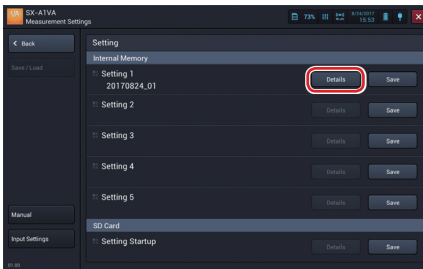 VA SX-A1VA
Measurement Settings
73%
9/14/2017
15:53
Back
Save / Load
Setting
Internal Memory
Setting 1
20170824_01
Details
Save
Setting 2
Details
Save
Setting 3
Details
Save
Setting 4
Details
Save
Setting 5
Details
Save
Manual
SD Card
Input Settings
Setting Startup
Details
Save